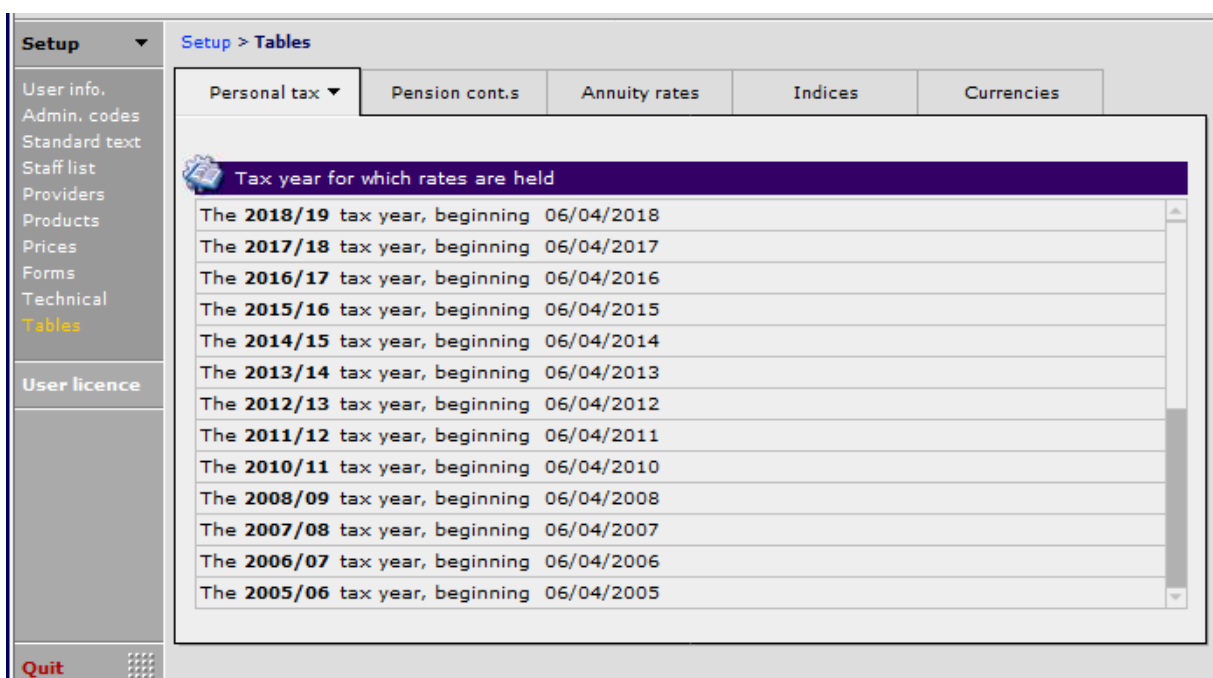 Setup
Setup > Tables
User info.
Admin. codes
Standard text
Staff list
Providers
Products
Prices
Forms
Technical
Tables
User licence
Quit
Personal tax
Pension cont.s
Annuity rates
Indices
Currencies
Tax year for which rates are held
The 2018/19 tax year, beginning 06/04/2018
The 2017/18 tax year, beginning 06/04/2017
The 2016/17 tax year, beginning 06/04/2016
The 2015/16 tax year, beginning 06/04/2015
The 2014/15 tax year, beginning 06/04/2014
The 2013/14 tax year, beginning 06/04/2013
The 2012/13 tax year, beginning 06/04/2012
The 2011/12 tax year, beginning 06/04/2011
The 2010/11 tax year, beginning 06/04/2010
The 2008/09 tax year, beginning 06/04/2008
The 2007/08 tax year, beginning 06/04/2007
The 2006/07 tax year, beginning 06/04/2006
The 2005/06 tax year, beginning 06/04/2005